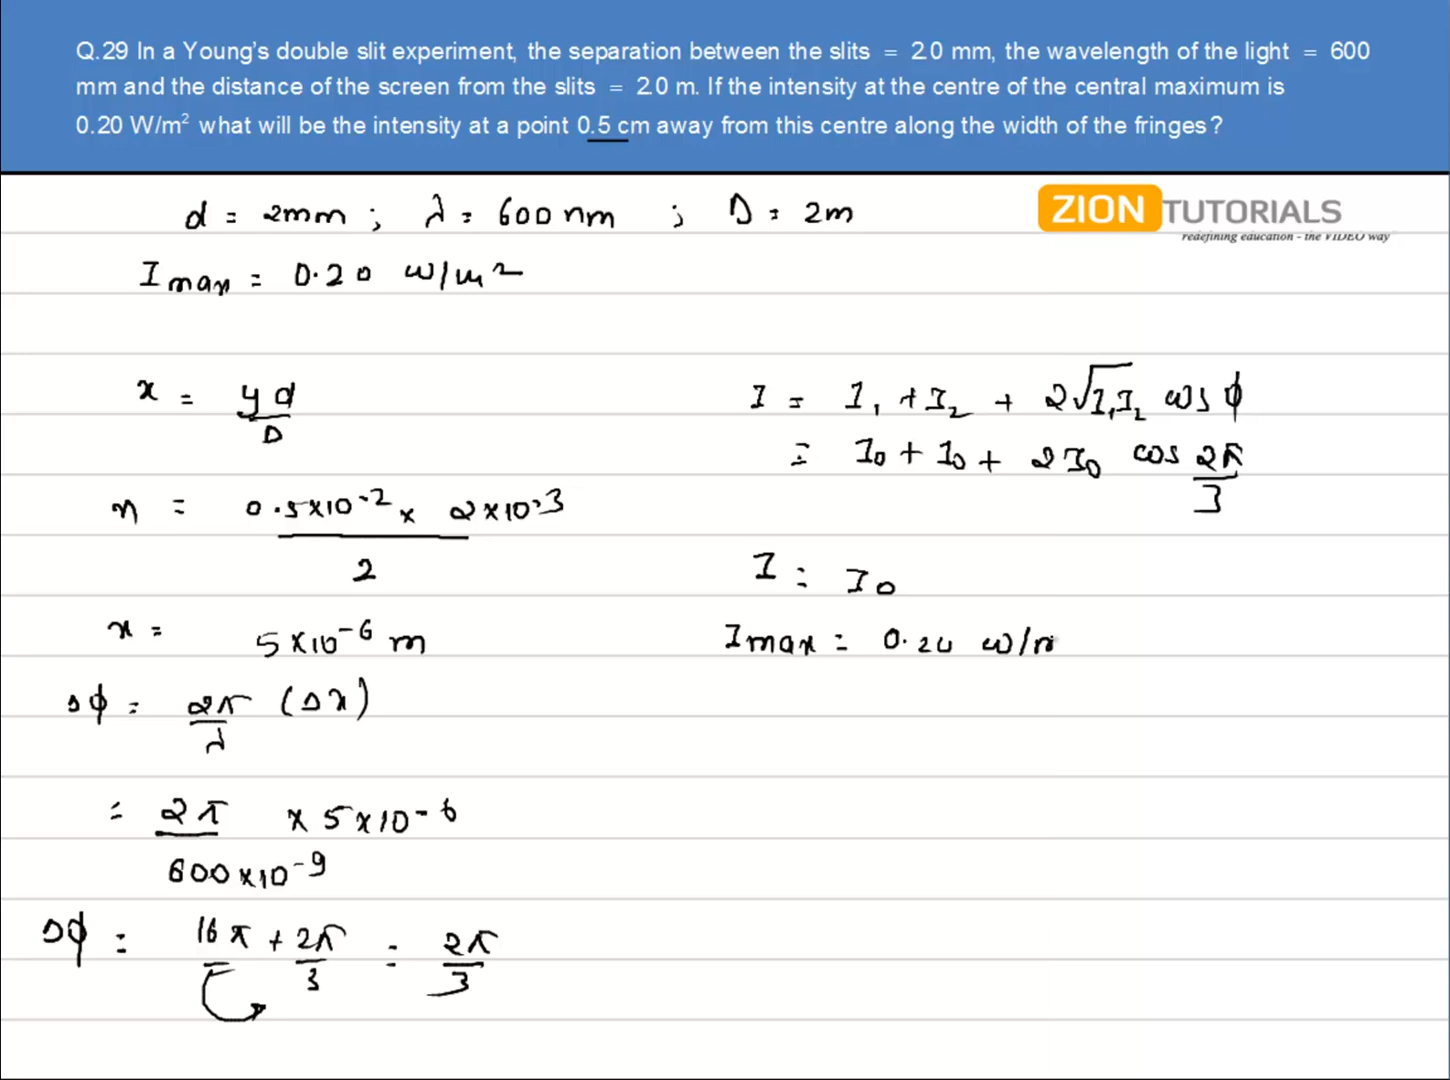 Q.29 In a Young's double slit experiment, the separation between the slits = 2.0 mm, the wavelength of the light = 600
mm and the distance of the screen from the slits = 2.0 m. If the intensity at the centre of the central maximum is
0.20 W/m² what will be the intensity at a point 0.5 cm away from this centre along the width of the fringes?
ZION TUTORIALS
redefining education - the VIDEO way
d = 2mm ; λ = 600 nm ; D = 2m
I max = 0.20 w/m²
x = yd/D
x = 0.5×10⁻² × 2×10⁻³ / 2
x = 5×10⁻⁶ m
Δφ = 2π/λ (Δx)
= 2π/600×10⁻⁹ × 5×10⁻⁶
Δφ = 16π + 2π/3 = 2π/3
I = I₁ + I₂ + 2√I₁I₂ cos φ
= I₀ + I₀ + 2I₀ cos 2π/3
I = I₀
I max = 0.20 w/m